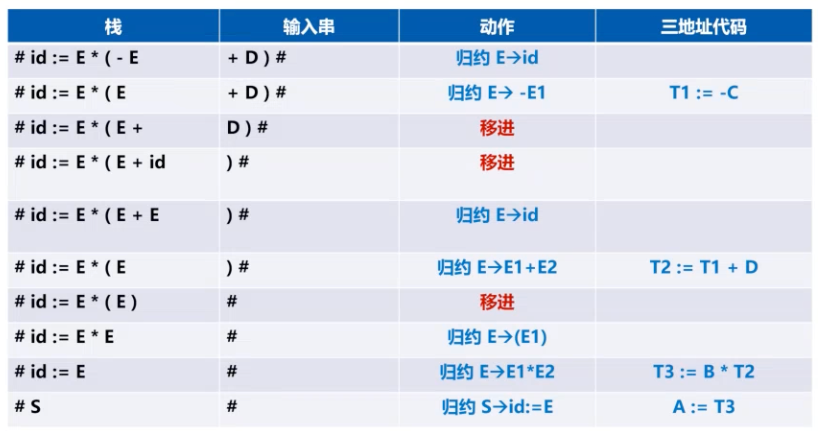 栈 输入串 动作 三地址代码
# id := E * ( - E + D ) # 归约 E→id
# id := E * ( E + D ) # 归约 E→ -E1 T1 := -C
# id := E * ( E + D ) # 移进
# id := E * ( E + id ) # 移进
# id := E * ( E + E ) # 归约 E→id
# id := E * ( E ) # 归约 E→E1+E2 T2 := T1 + D
# id := E * ( E ) # 移进
# id := E * E # 归约 E→(E1)
# id := E # 归约 E→E1*E2 T3 := B * T2
# S # 归约 S→id:=E A := T3